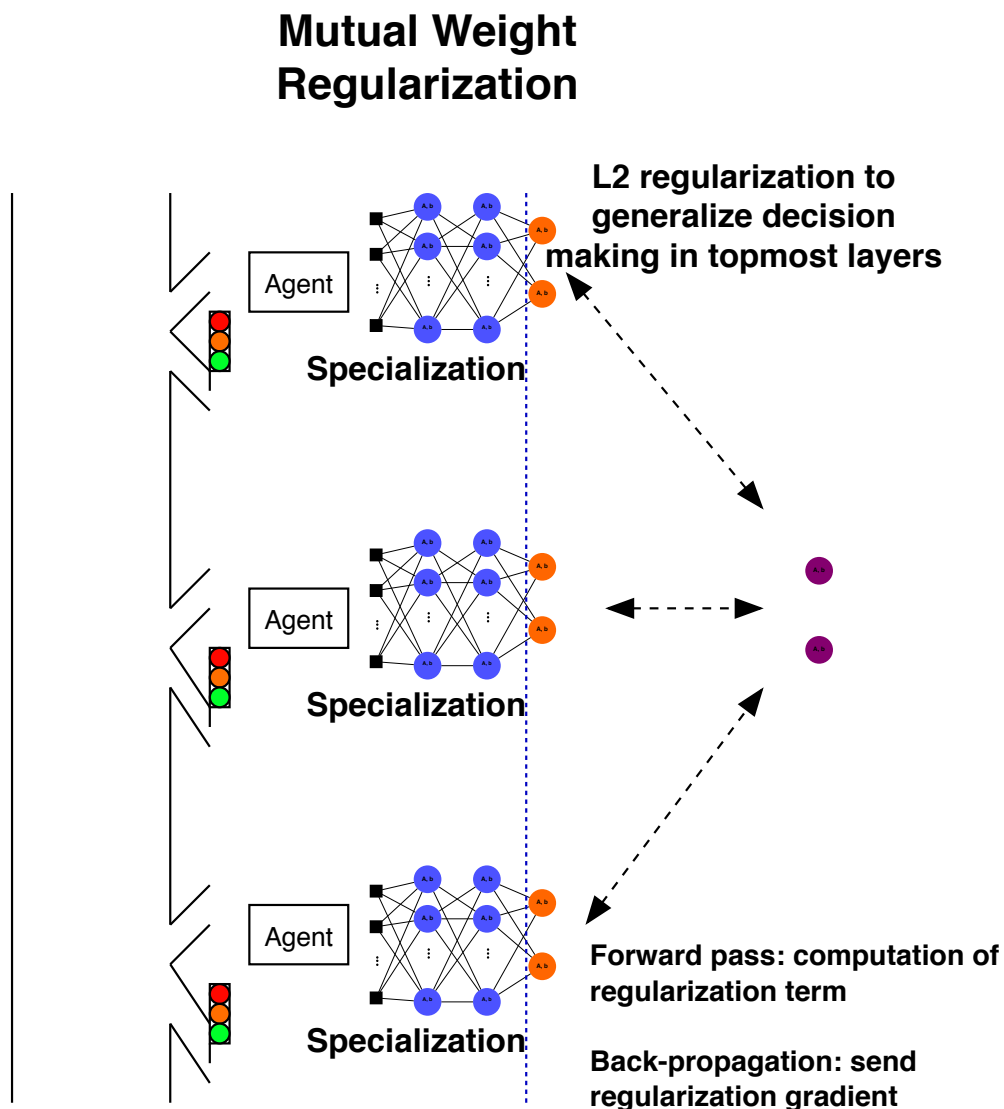 Mutual Weight
Regularization
L2 regularization to
generalize decision
making in topmost layers
A, b
A, b
A, b
A, b
A, b
Agent
A, b
⋮
⋮
⋮
A, b
A, b
Specialization
A, b
A, b
A, b
A, b
A, b
A, b
Agent
⋮
⋮
⋮
A, b
A, b
A, b
A, b
Specialization
A, b
A, b
A, b
A, b
A, b
Agent
⋮
⋮
⋮
A, b
A, b
A, b
Specialization
Forward pass: computation of
regularization term
Back-propagation: send
regularization gradient